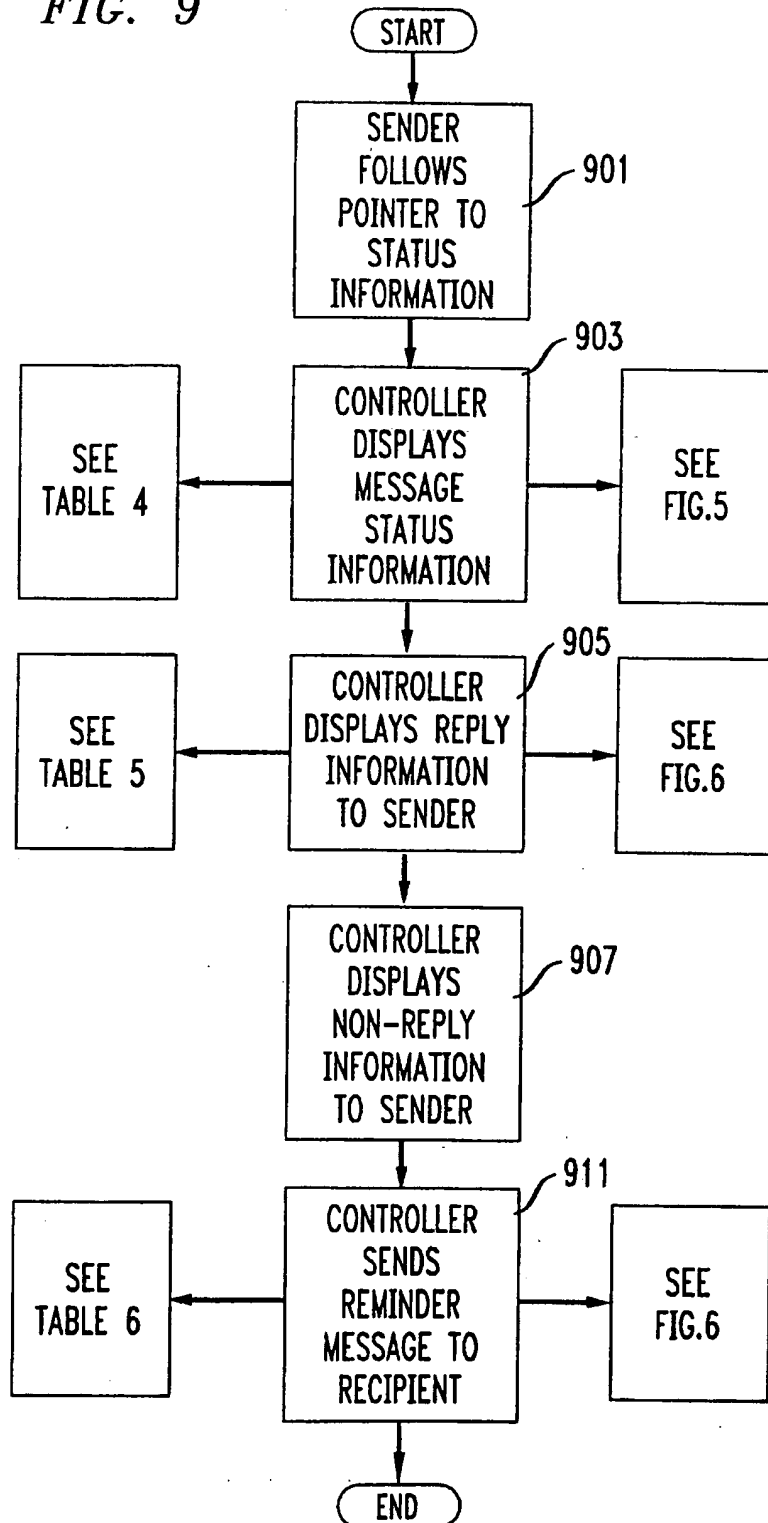 FIG. 9
START
SENDER
FOLLOWS
POINTER TO
STATUS
INFORMATION
901
903
CONTROLLER
DISPLAYS
MESSAGE
STATUS
INFORMATION
SEE
TABLE 4
SEE
FIG.5
905
CONTROLLER
DISPLAYS REPLY
INFORMATION
TO SENDER
SEE
TABLE 5
SEE
FIG.6
CONTROLLER
DISPLAYS
NON-REPLY
INFORMATION
TO SENDER
907
911
CONTROLLER
SENDS
REMINDER
MESSAGE TO
RECIPIENT
SEE
TABLE 6
SEE
FIG.6
END